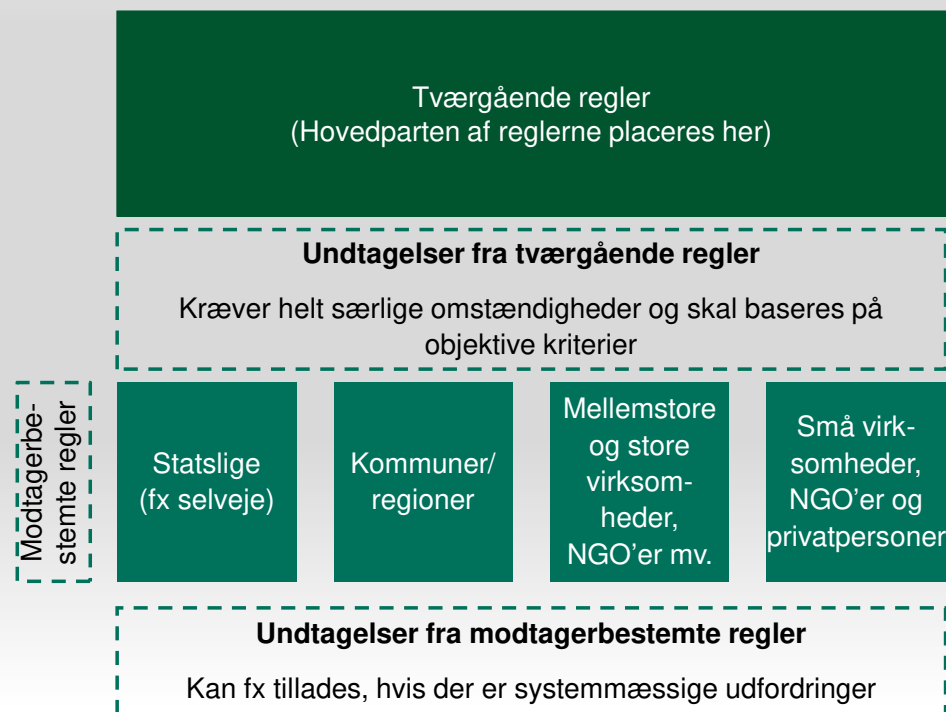 Tværgående regler
(Hovedparten af reglerne placeres her)
Undtagelser fra tværgående regler
Kræver helt særlige omstændigheder og skal baseres på
objektive kriterier
Modtagerbe-
stemte regler
Statslige
(fx selveje)
Kommuner/
regioner
Mellemstore
og store
virksom-
heder,
NGO’er mv.
Små virk-
somheder,
NGO’er og
privatpersoner
Undtagelser fra modtagerbestemte regler
Kan fx tillades, hvis der er systemmæssige udfordringer